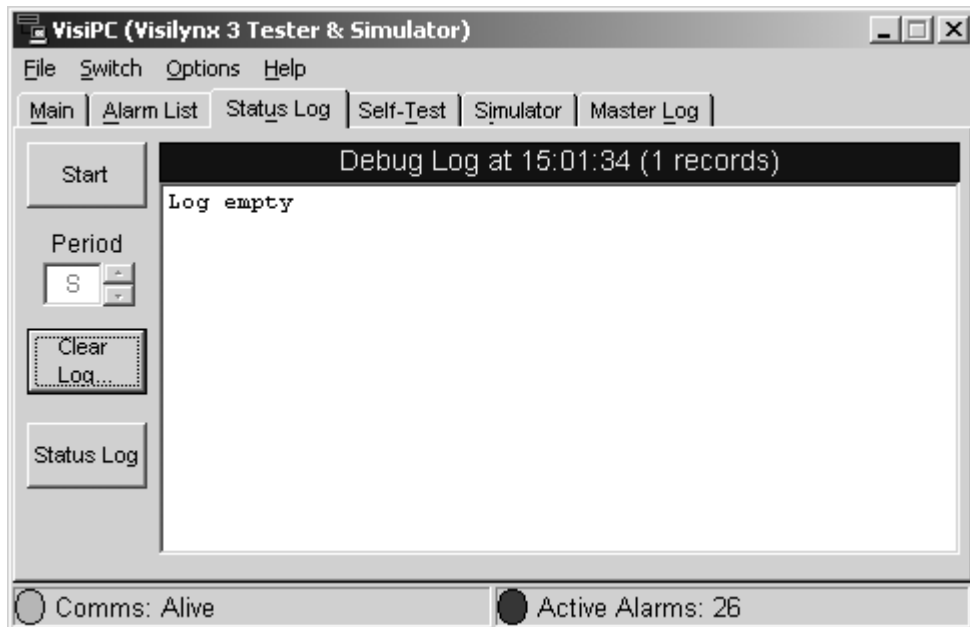 VisiPC (Visilynx 3 Tester & Simulator)
File Switch Options Help
Main Alarm List Status Log Self-Test Simulator Master Log
Start
Debug Log at 15:01:34 (1 records)
Log empty
Period
S
Clear
Log...
Status Log
Comms: Alive
Active Alarms: 26